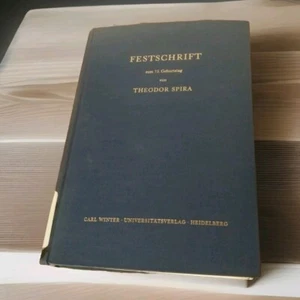 FESTSCHRIFT
zum 75. Geburtstag
von
THEODOR SPIRA
CARL WINTER · UNIVERSITÄTSVERLAG · HEIDELBERG